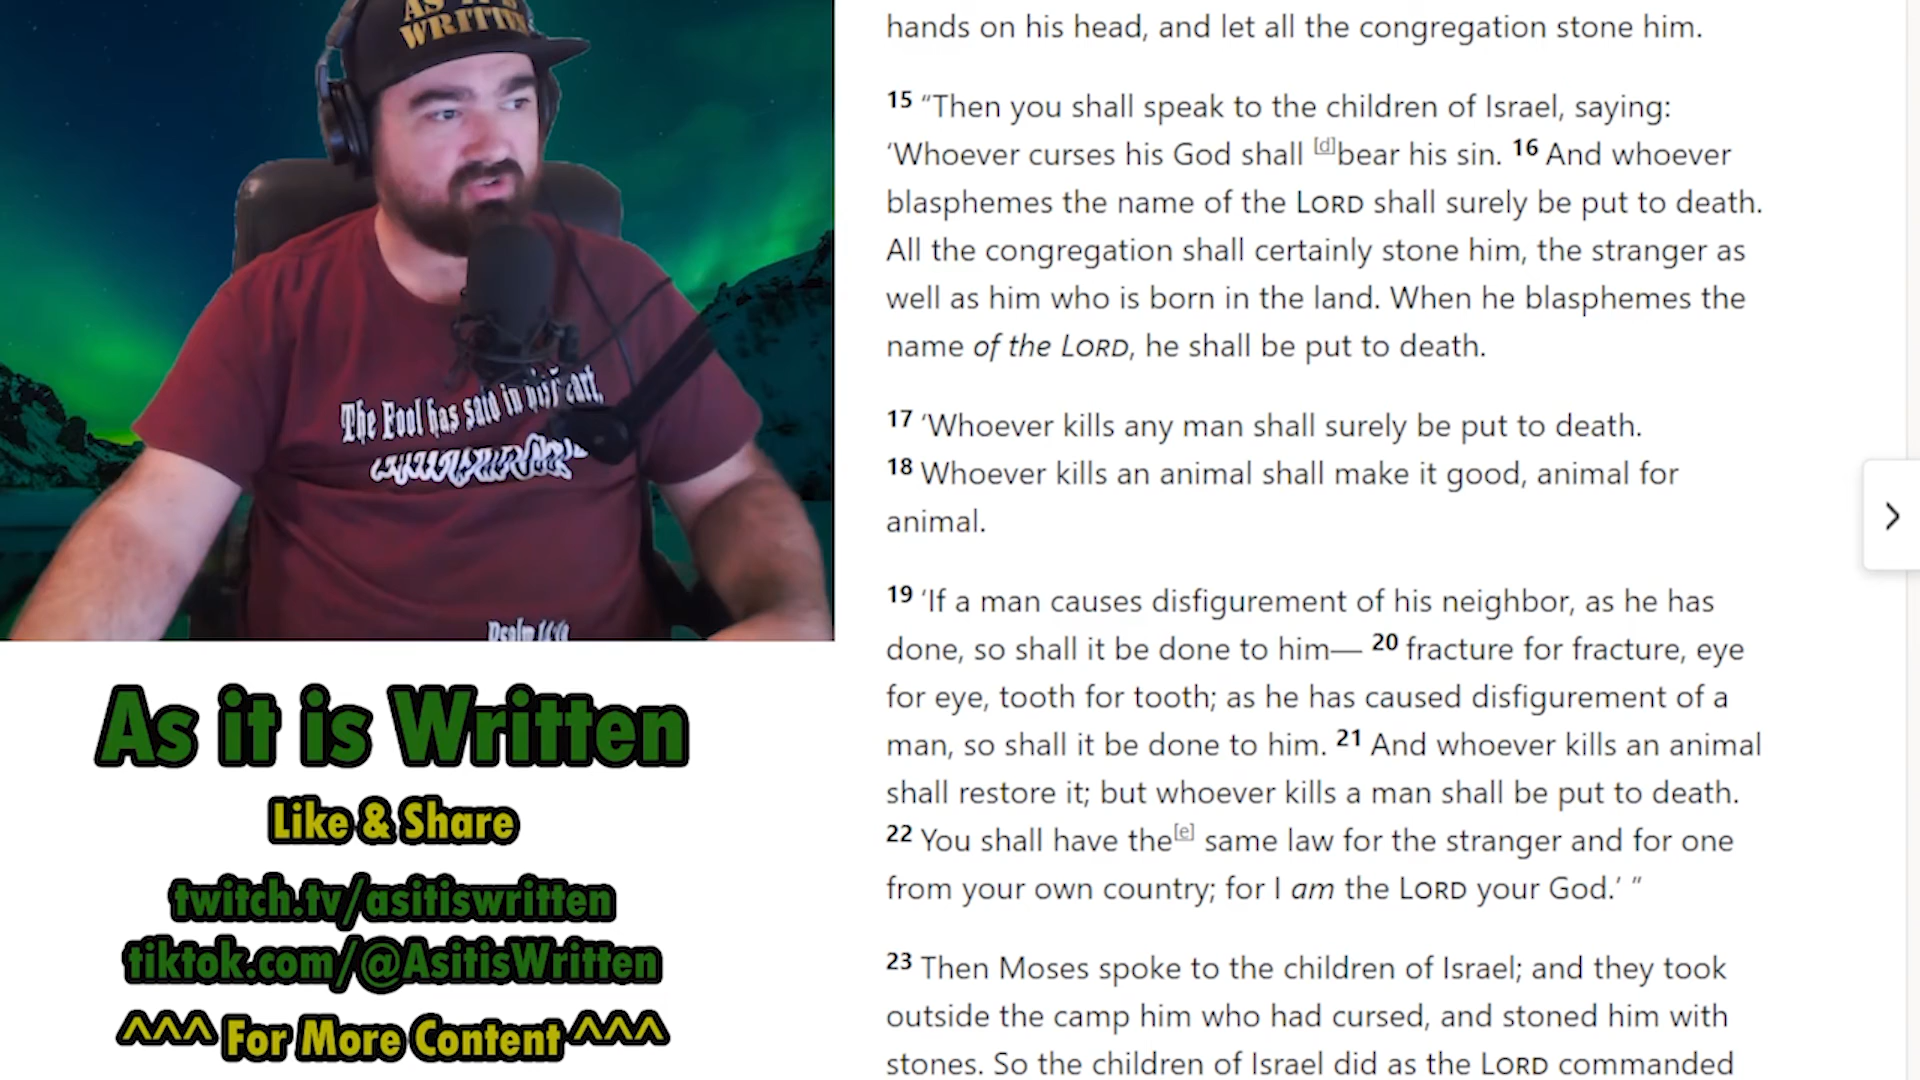 AS IT IS
WRITTEN
The Fool has said in his heart,
Psalm 14:1
As it is Written
Like & Share
twitch.tv/asitiswritten
tiktok.com/@AsitisWritten
^^^ For More Content ^^^
hands on his head, and let all the congregation stone him.
15 “Then you shall speak to the children of Israel, saying:
‘Whoever curses his God shall [d]bear his sin. 16 And whoever
blasphemes the name of the LORD shall surely be put to death.
All the congregation shall certainly stone him, the stranger as
well as him who is born in the land. When he blasphemes the
name of the LORD, he shall be put to death.
17 ‘Whoever kills any man shall surely be put to death.
18 Whoever kills an animal shall make it good, animal for
animal.
19 ‘If a man causes disfigurement of his neighbor, as he has
done, so shall it be done to him— 20 fracture for fracture, eye
for eye, tooth for tooth; as he has caused disfigurement of a
man, so shall it be done to him. 21 And whoever kills an animal
shall restore it; but whoever kills a man shall be put to death.
22 You shall have the[e] same law for the stranger and for one
from your own country; for I am the LORD your God.’ ”
23 Then Moses spoke to the children of Israel; and they took
outside the camp him who had cursed, and stoned him with
stones. So the children of Israel did as the LORD commanded